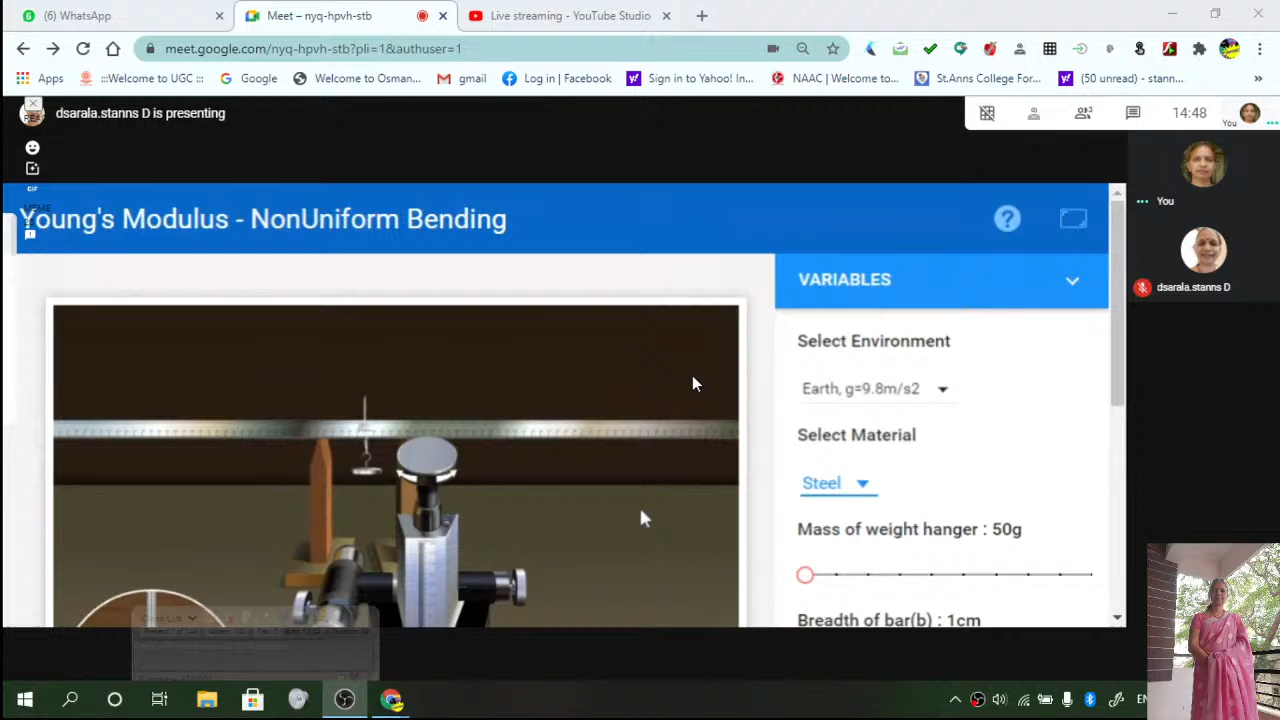 (6) WhatsApp
Meet – nyq-hpvh-stb
Live streaming - YouTube Studio
meet.google.com/nyq-hpvh-stb?pli=1&authuser=1
Apps
:::Welcome to UGC :::
Google
Welcome to Osman...
gmail
Log in | Facebook
Sign in to Yahoo! In...
NAAC | Welcome to...
St.Anns College For...
(50 unread) - stann...
dsarala.stanns D is presenting
14:48
You
GIF
You
Young's Modulus - NonUniform Bending
dsarala.stanns D
VARIABLES
Select Environment
Earth, g=9.8m/s2
Select Material
Steel
Mass of weight hanger : 50g
Breadth of bar(b) : 1cm